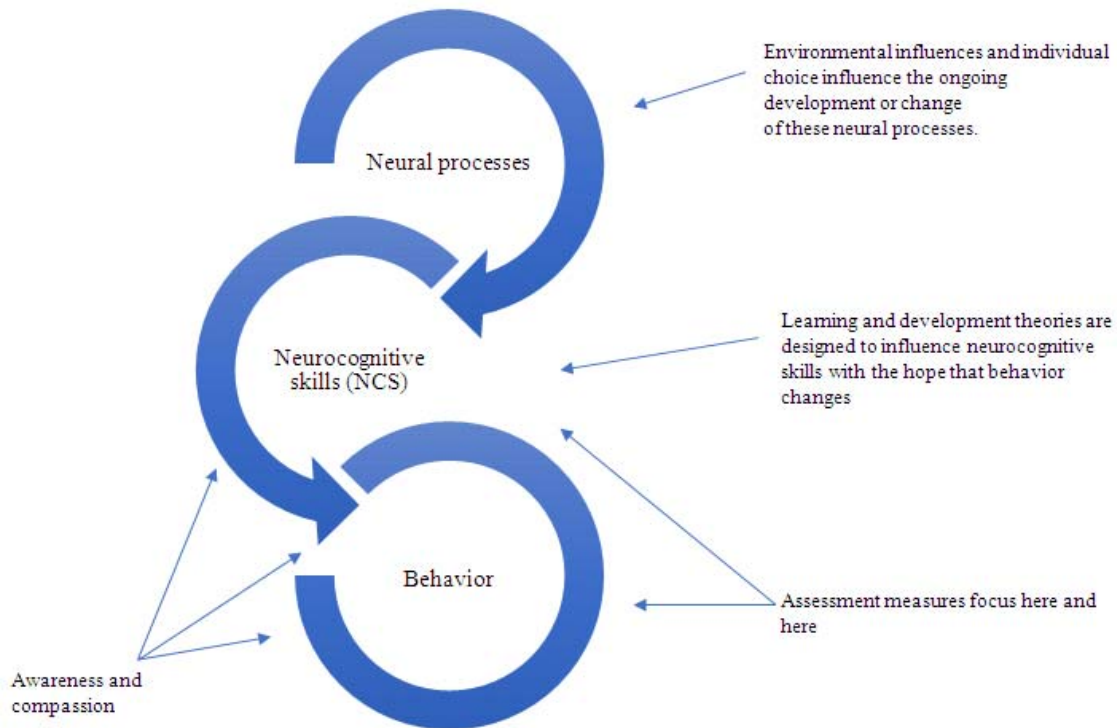 Environmental influences and individual
choice influence the ongoing
development or change
of these neural processes.
Neural processes
Learning and development theories are
designed to influence neurocognitive
skills with the hope that behavior
changes
Neurocognitive
skills (NCS)
Behavior
Assessment measures focus here and
here
Awareness and
compassion